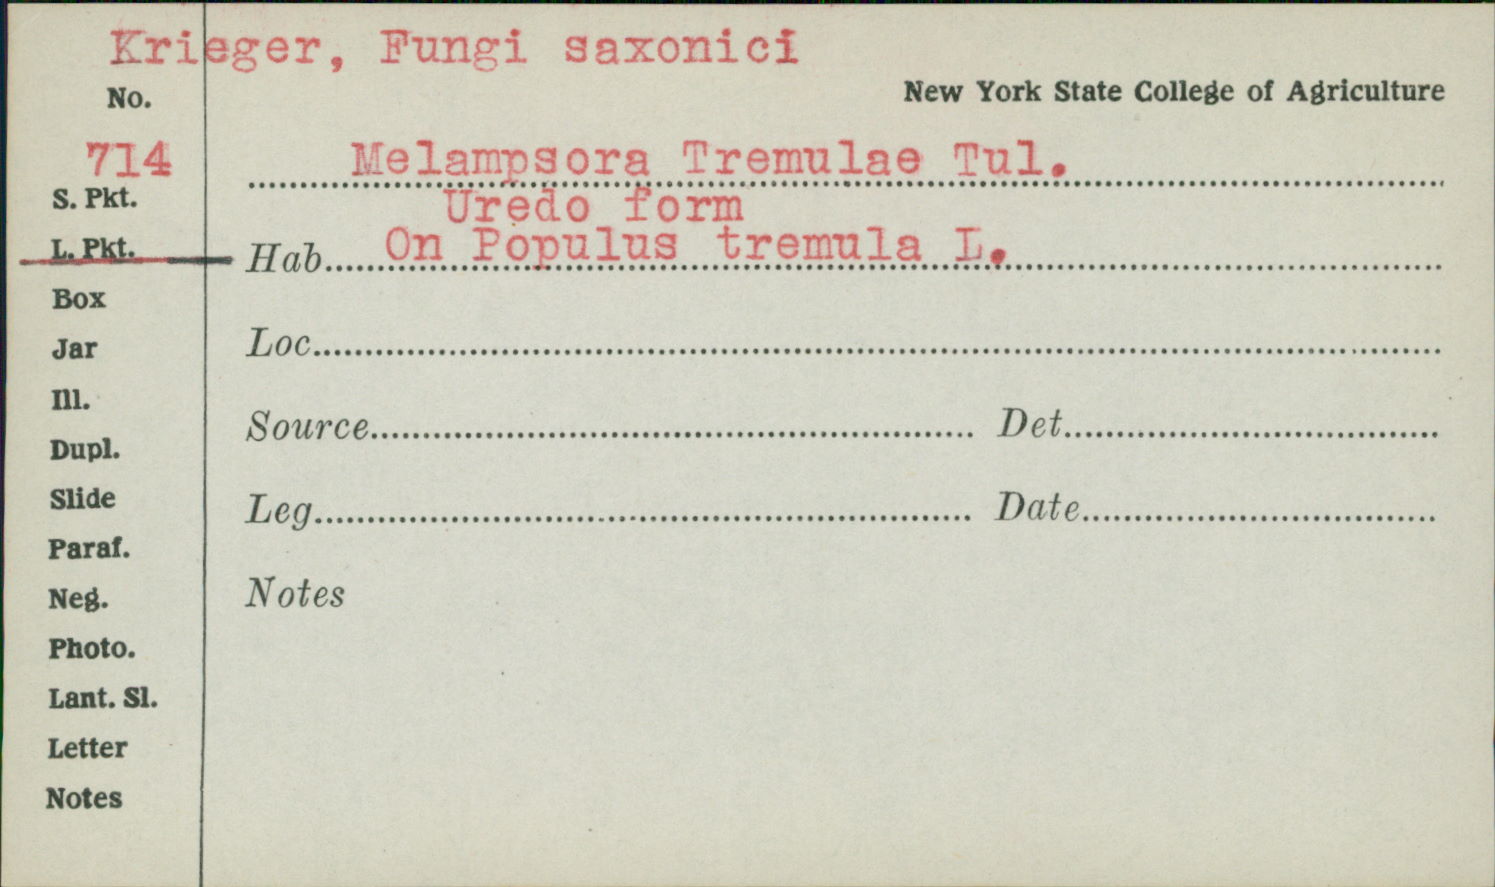 Krieger, Fungi saxonici
No.
New York State College of Agriculture
714
Melampsora Tremulae Tul.
S. Pkt.
Uredo form
L. Pkt.
Hab. On Populus tremula L.
Box
Jar
Loc.
Ill.
Source Det.
Dupl.
Slide
Leg. Date
Paraf.
Neg.
Notes
Photo.
Lant. Sl.
Letter
Notes